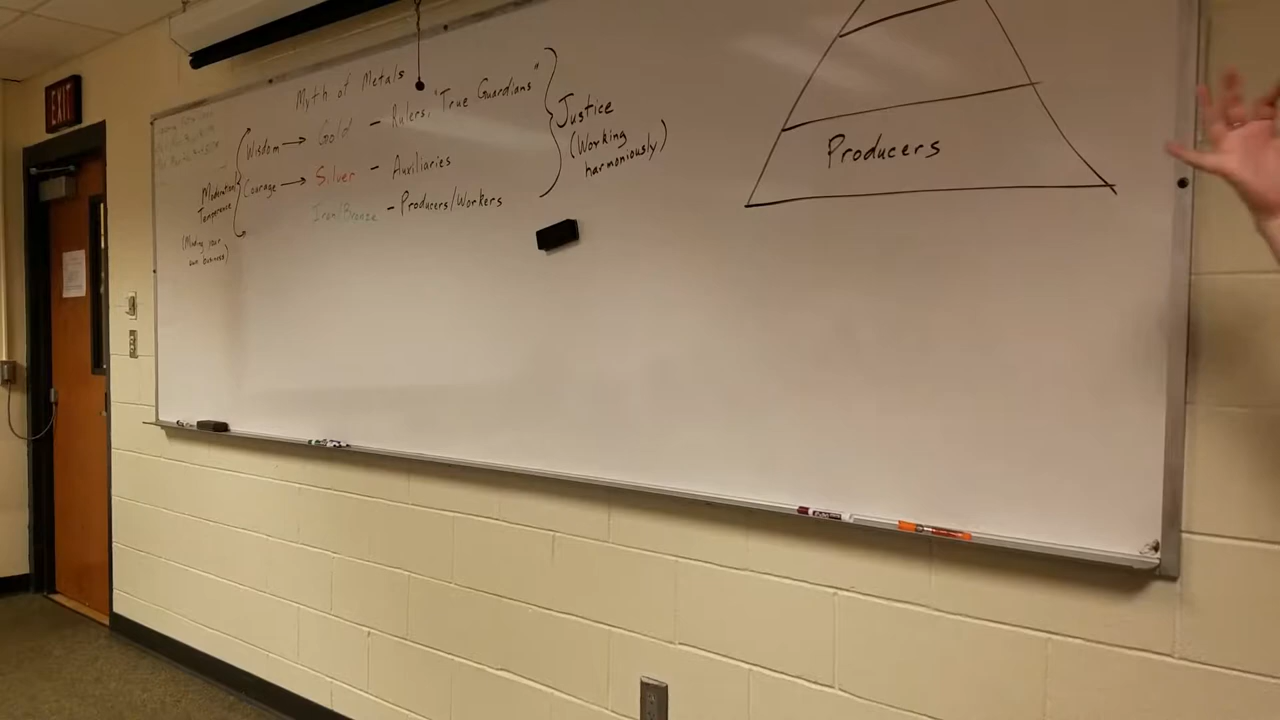 EXIT
Myth of Metals
Wisdom → Gold - Rulers, "True Guardians"
Courage → Silver - Auxiliaries
Iron/Bronze - Producers/Workers
Moderation/
Temperance
(Minding your
own business)
Justice
(Working
harmoniously)
Producers